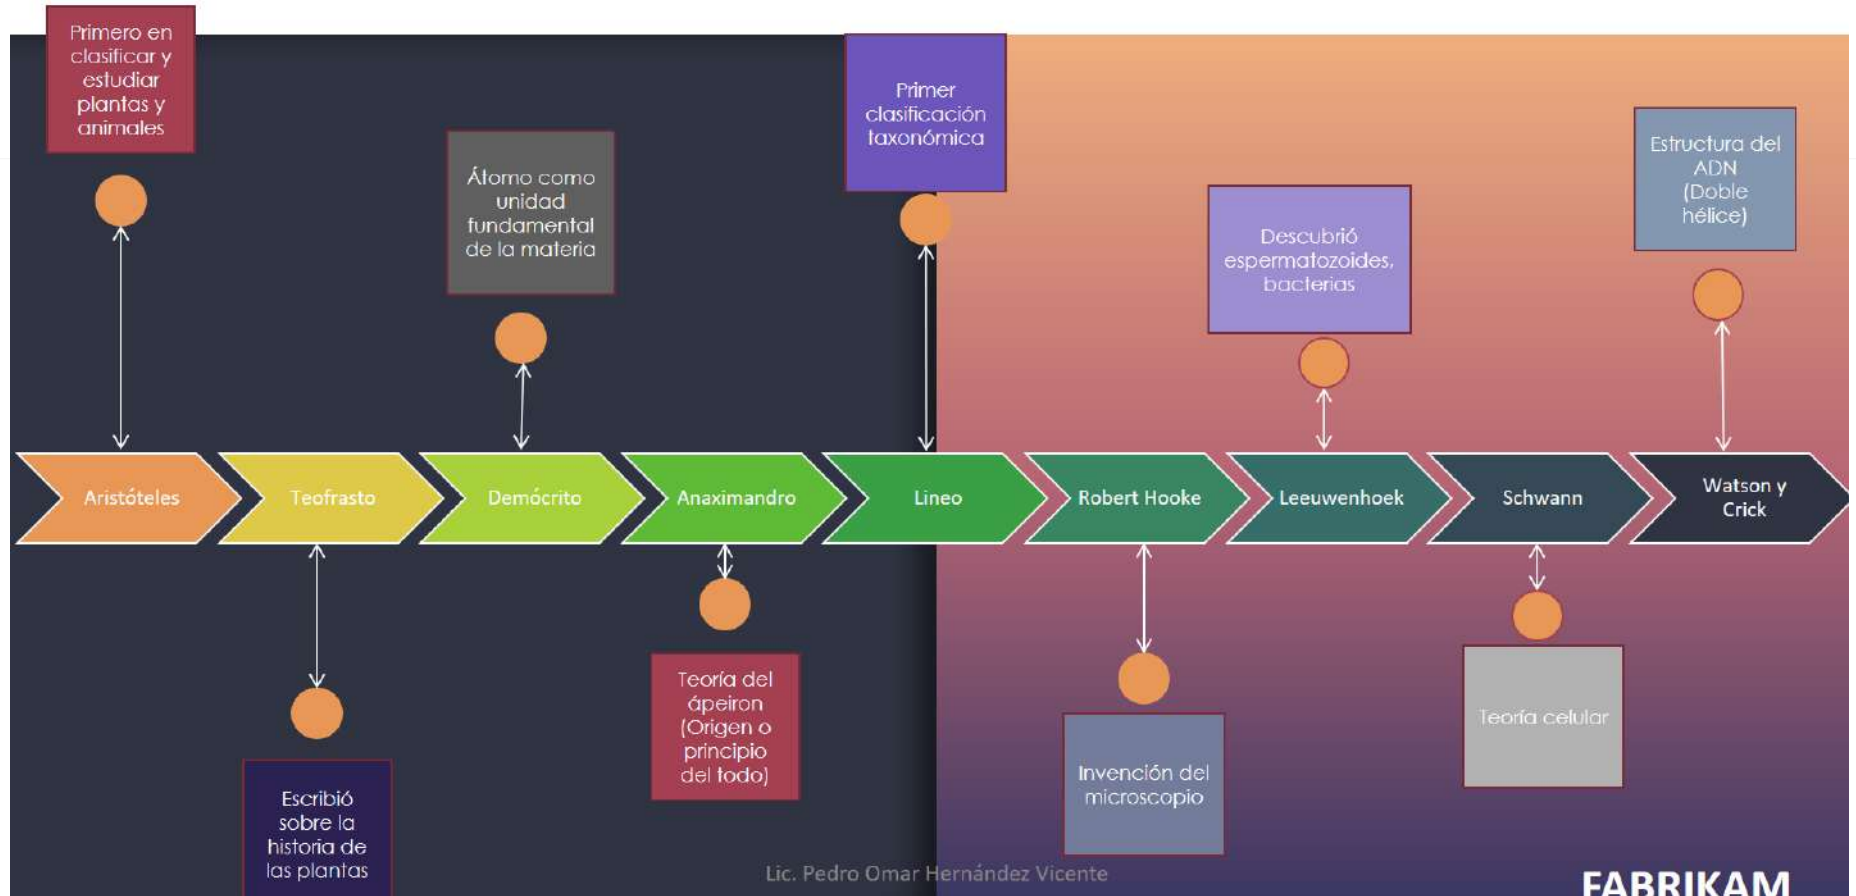 Primero en
clasificar y
estudiar
plantas y
animales
Átomo como
unidad
fundamental
de la materia
Primer
clasificación
taxonómica
Descubrió
espermatozoides,
bacterias
Estructura del
ADN
(Doble
hélice)
Aristóteles
Teofrasto
Demócrito
Anaximandro
Lineo
Robert Hooke
Leeuwenhoek
Schwann
Watson y
Crick
Escribió
sobre la
historia de
las plantas
Teoría del
ápeiron
(Origen o
principio
del todo)
Invención del
microscopio
Teoría celular
Lic. Pedro Omar Hernández Vicente
FABRIKAM